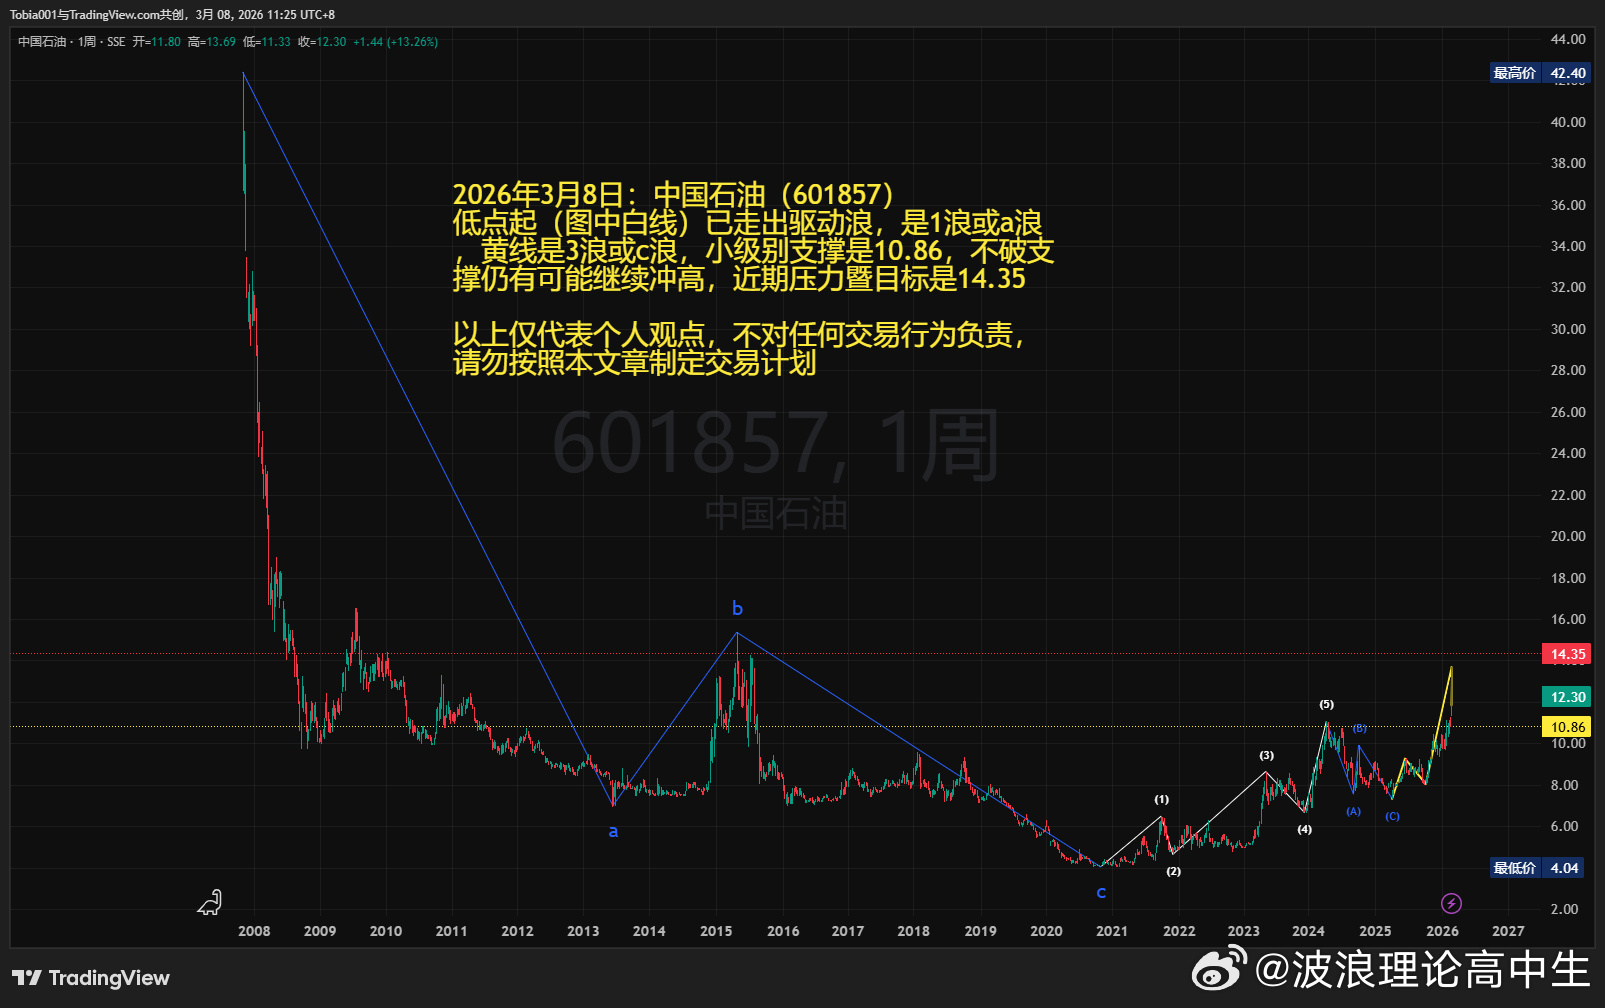 Tobia001与TradingView.com共创，3月 08, 2026 11:25 UTC+8
中国石油 · 1周 · SSE 开=11.80 高=13.69 低=11.33 收=12.30 +1.44 (+13.26%)
44.00
最高价 42.40
40.00
38.00
2026年3月8日：中国石油（601857）
低点起（图中白线）已走出驱动浪，是1浪或a浪
，黄线是3浪或c浪，小级别支撑是10.86，不破支
撑仍有可能继续冲高，近期压力暨目标是14.35
以上仅代表个人观点，不对任何交易行为负责，
请勿按照本文章制定交易计划
36.00
34.00
32.00
30.00
28.00
26.00
24.00
22.00
20.00
18.00
16.00
601857, 1周
中国石油
b
14.35
12.30
10.86
10.00
8.00
6.00
最低价 4.04
2.00
a
c
(1)
(2)
(3)
(4)
(5)
(A)
(B)
(C)
2008 2009 2010 2011 2012 2013 2014 2015 2016 2017 2018 2019 2020 2021 2022 2023 2024 2025 2026 2027
TradingView
@波浪理论高中生